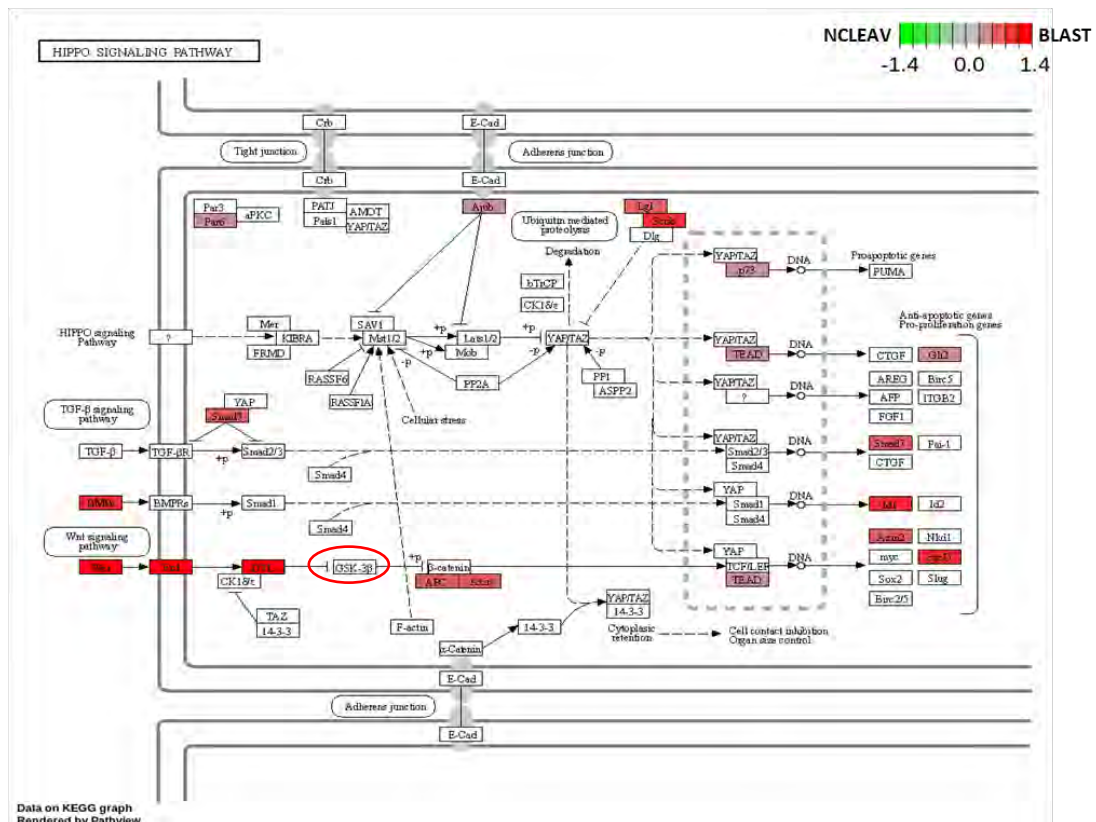 NCLEAV BLAST
-1.4 0.0 1.4
HIPPO SIGNALING PATHWAY
Crb
E-Cad
Tight junction
Adherens junction
Crb
E-Cad
Par3
Par6
aPKC
PATJ
Pals1
AMOT
YAP/TAZ
Ajub
Ubiquitin mediated
proteolysis
Degradation
Lgl
Scrib
Dlg
bTrCP
CK1δ/ε
YAP/TAZ
p73
DNA
Proapoptotic genes
PUMA
HIPPO signaling
Pathway
?
Mer
KIBRA
FRMD
SAV1
Mst1/2
+p
+p
-p
Lats1/2
Mob
+p
-p
YAP/TAZ
-p
RASSF6
RASSF1A
PP2A
PP1
ASPP2
Cellular stress
YAP/TAZ
TEAD
DNA
Anti-apoptotic genes
Pro-proliferation genes
CTGF
Gli2
YAP/TAZ
?
DNA
AREG
Birc5
AFP
ITGB2
FGF1
TGF-β signaling
pathway
YAP
Smad7
TGF-β
TGF-βR
+p
Smad2/3
Smad4
YAP/TAZ
Smad2/3
Smad4
DNA
Smad7
Pai-1
CTGF
BMPs
BMPRs
+p
Smad1
Smad4
YAP
Smad1
Smad4
DNA
Id1
Id2
Wnt signaling
pathway
CK1δ/ε
GSK-3β
+p
β-catenin
APC
Axin
YAP
TCF/LEF
TEAD
DNA
Axin2
Nkd1
myc
cycD
Sox2
Slug
Birc2/5
TAZ
14-3-3
F-actin
α-Catenin
14-3-3
YAP/TAZ
14-3-3
Cytoplasmic
retention
Cell contact inhibition
Organ size control
E-Cad
Adherens junction
E-Cad
Data on KEGG graph
Rendered by Pathview